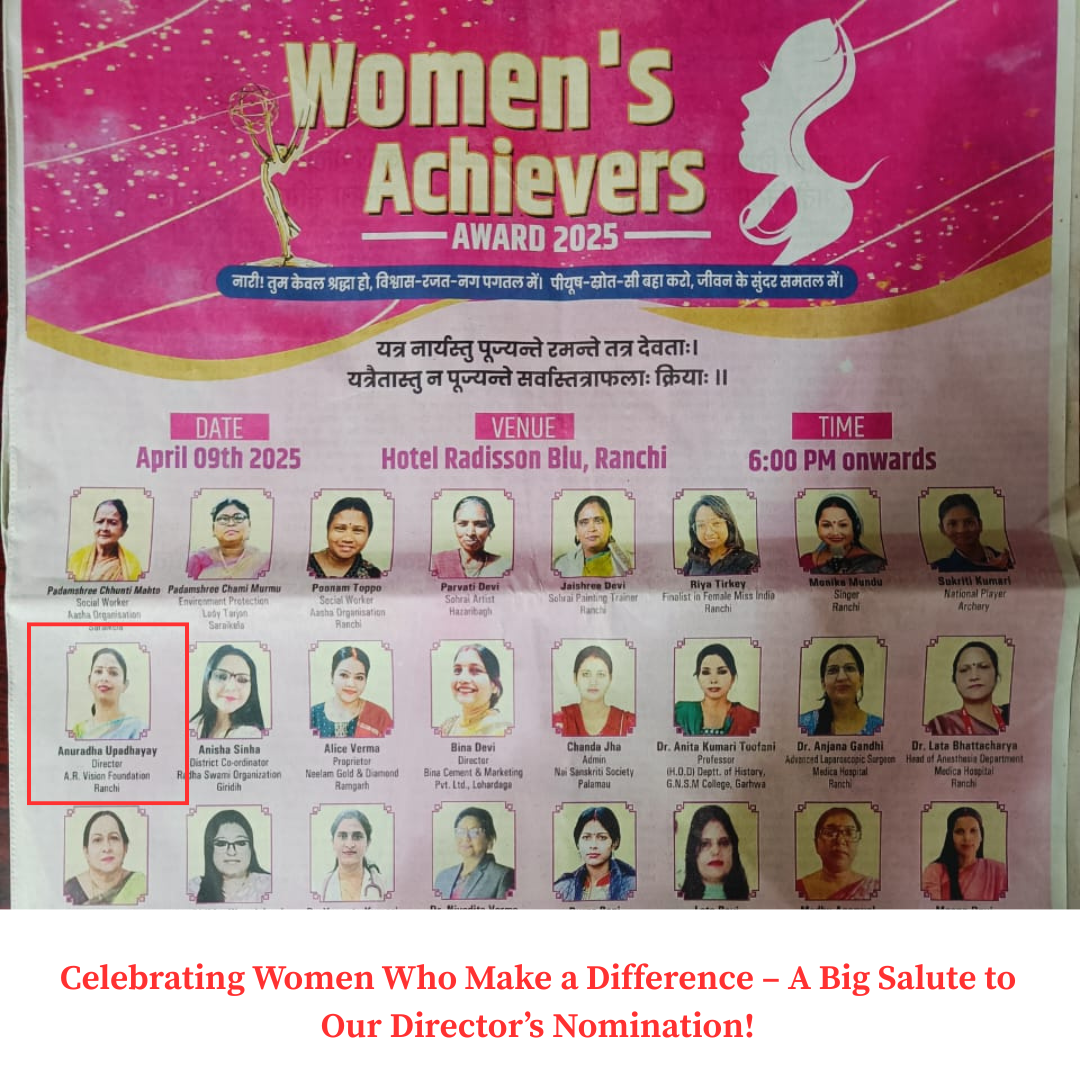 Women's
Achievers
AWARD 2025
नारी! तुम केवल श्रद्धा हो, विश्वास-रजत-नग पगतल में। पीयूष-स्रोत-सी बहा करो, जीवन के सुंदर समतल में।
यत्र नार्यस्तु पूज्यन्ते रमन्ते तत्र देवताः।
यत्रैतास्तु न पूज्यन्ते सर्वास्तत्राफलाः क्रियाः ।।
DATE VENUE TIME
April 09th 2025 Hotel Radisson Blu, Ranchi 6:00 PM onwards
Padamshree Chhunti Mahto
Social Worker
Aasha Organisation
Saraikela
Padamshree Chami Murmu
Environment Protection
Lady Tarjon
Saraikela
Poonam Toppo
Social Worker
Aasha Organisation
Ranchi
Parvati Devi
Sohrai Artist
Hazaribagh
Jaishree Devi
Sohrai Painting Trainer
Ranchi
Riya Tirkey
Finalist in Female Miss India
Ranchi
Monika Mundu
Singer
Ranchi
Sukriti Kumari
National Player
Archery
Anuradha Upadhayay
Director
A.R. Vision Foundation
Ranchi
Anisha Sinha
District Co-ordinator
Radha Swami Organization
Giridih
Alice Verma
Proprietor
Neelam Gold & Diamond
Ramgarh
Bina Devi
Director
Bina Cement & Marketing
Pvt. Ltd., Lohardaga
Chanda Jha
Admin
Nai Sanskriti Society
Palamau
Dr. Anita Kumari Toofani
Professor
(H.O.D) Deptt. of History,
G.N.S.M College, Garhwa
Dr. Anjana Gandhi
Advanced Laparoscopic Surgeon
Medica Hospital
Ranchi
Dr. Lata Bhattacharya
Head of Anesthesia Department
Medica Hospital
Ranchi
Celebrating Women Who Make a Difference – A Big Salute to
Our Director’s Nomination!